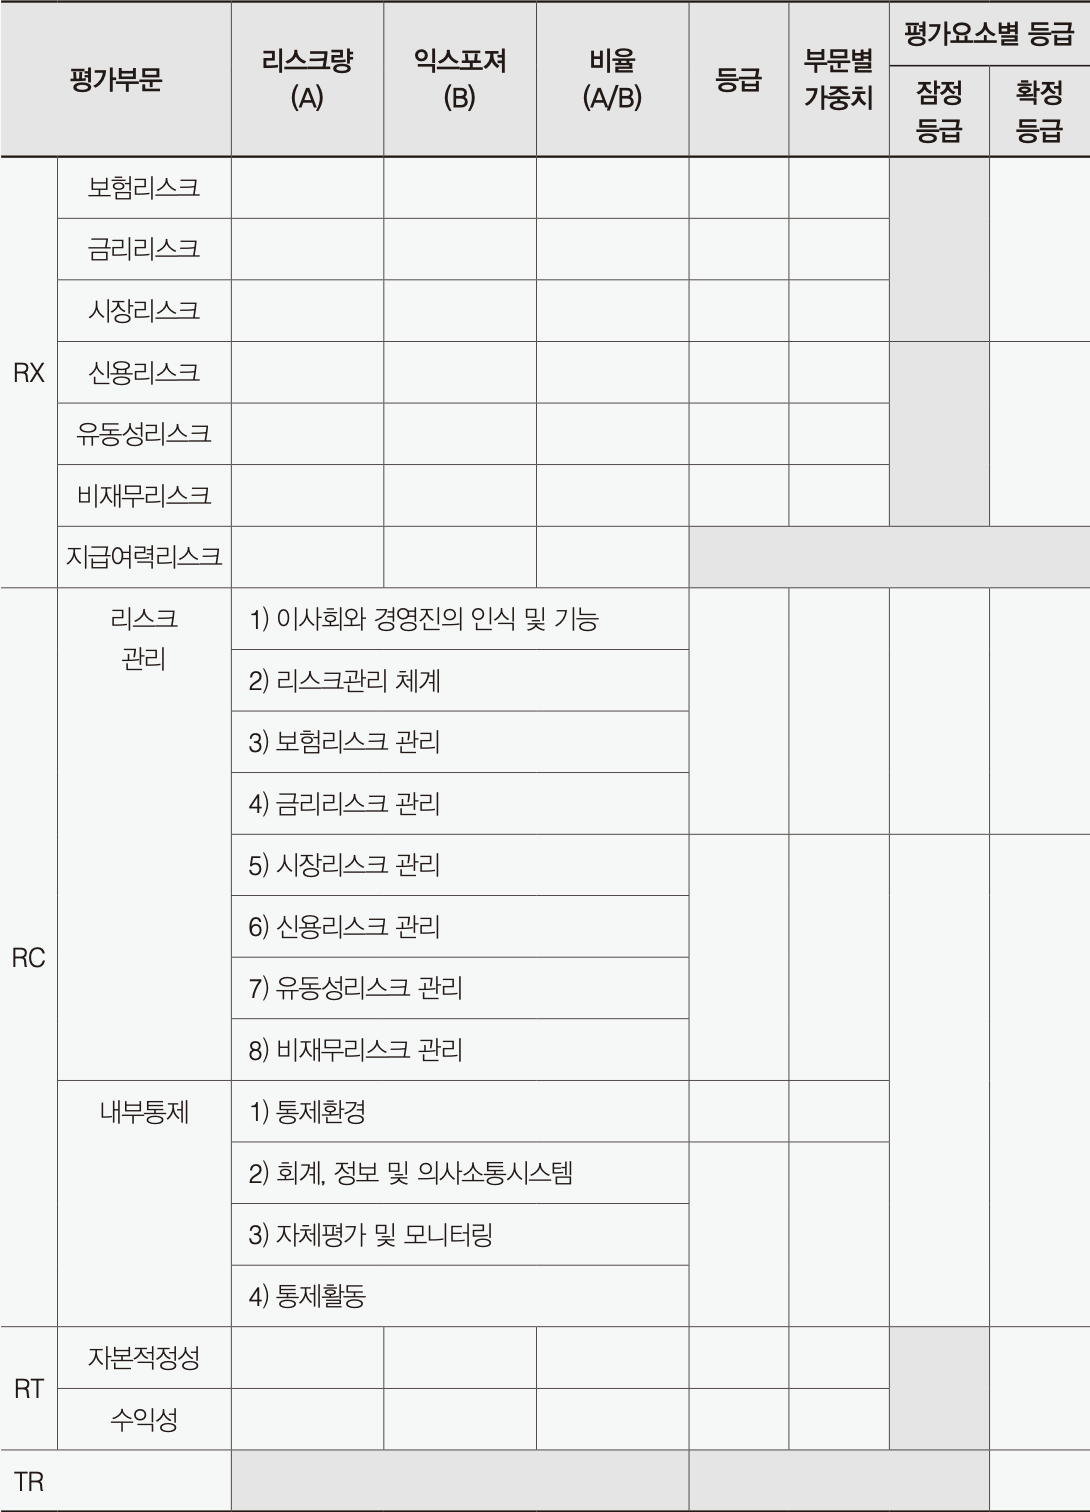 평가부문
리스크량
(A)
익스포져
(B)
비율
(A/B)
등급
부문별
가중치
평가요소별 등급
잠정
등급
확정
등급
RX
보험리스크
금리리스크
시장리스크
신용리스크
유동성리스크
비재무리스크
지급여력리스크
RC
리스크
관리
1) 이사회와 경영진의 인식 및 기능
2) 리스크관리 체계
3) 보험리스크 관리
4) 금리리스크 관리
5) 시장리스크 관리
6) 신용리스크 관리
7) 유동성리스크 관리
8) 비재무리스크 관리
내부통제
1) 통제환경
2) 회계, 정보 및 의사소통시스템
3) 자체평가 및 모니터링
4) 통제활동
RT
자본적정성
수익성
TR